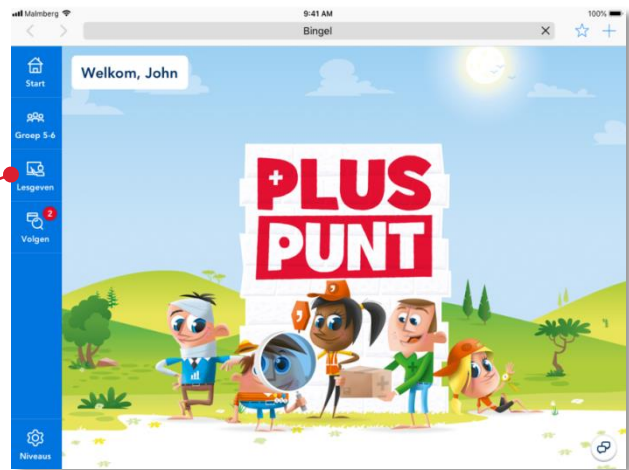 Malmberg 9:41 AM 100%
Bingel
Start
Welkom, John
Groep 5-6
Lesgeven
2
Volgen
PLUS
PUNT
Niveaus